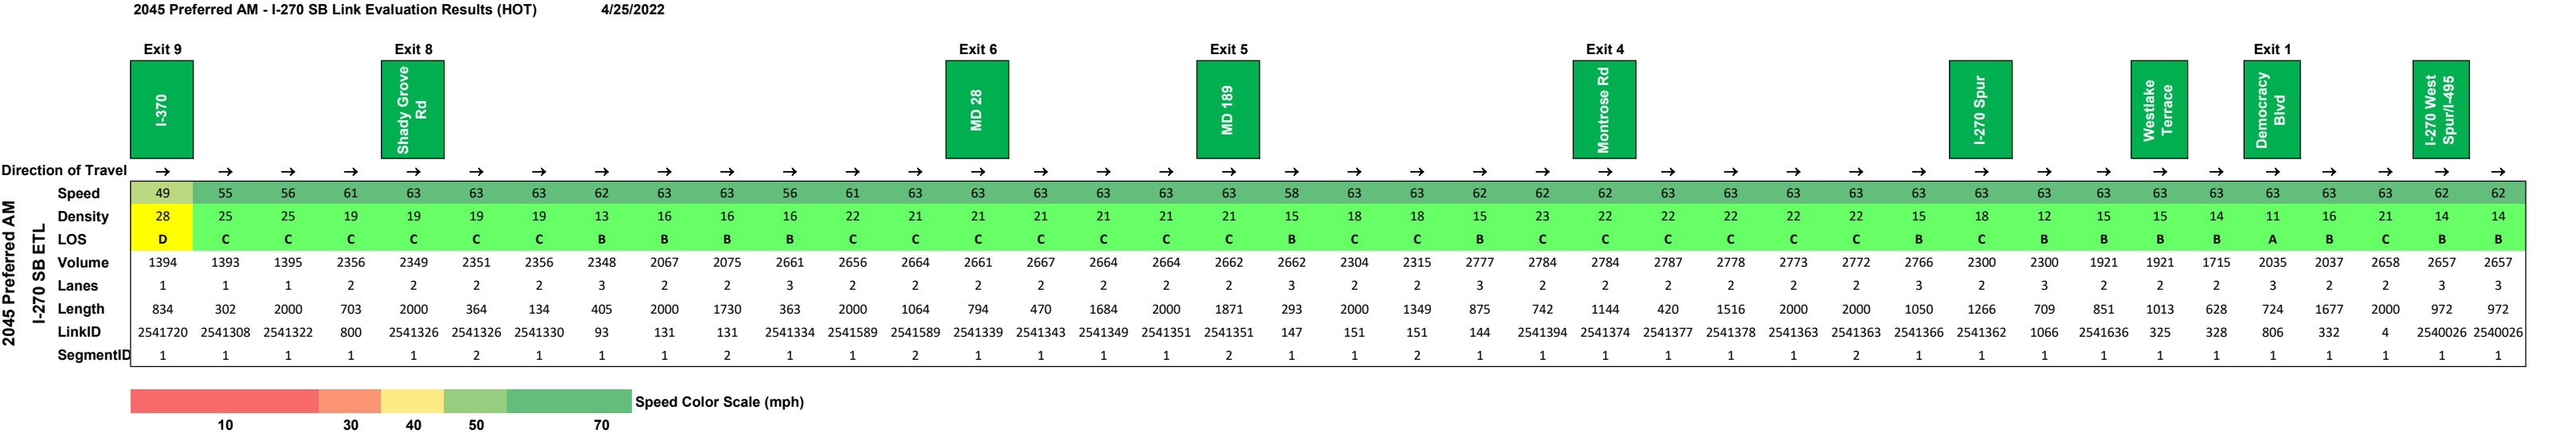 2045 Preferred AM - I-270 SB Link Evaluation Results (HOT) 4/25/2022
Exit 9 Exit 8 Exit 6 Exit 5 Exit 4 Exit 1
I-370
Shady Grove
Rd
MD 28
MD 189
Montrose Rd
I-270 Spur
Westlake
Terrace
Democracy
Blvd
I-270 West
Spur/I-495
Direction of Travel → → → → → → → → → → → → → → → → → → → → → → → → → → → → → → → → → → → → → →
2045 Preferred AM
I-270 SB ETL
Speed 49 55 56 61 63 63 63 62 63 63 56 61 63 63 63 63 63 63 58 63 63 62 62 62 63 63 63 63 63 63 63 63 63 63 63 63 63 62 62
Density 28 25 25 19 19 19 19 13 16 16 16 22 21 21 21 21 21 21 15 18 18 15 23 22 22 22 22 22 15 18 12 15 15 14 11 16 21 14 14
LOS D C C C C C C B B B B C C C C C C C B C C B C C C C C C B C B B B B A B C B B
Volume 1394 1393 1395 2356 2349 2351 2356 2348 2067 2075 2661 2656 2664 2661 2667 2664 2664 2662 2662 2304 2315 2777 2784 2784 2787 2778 2773 2772 2766 2300 2300 1921 1921 1715 2035 2037 2658 2657 2657
Lanes 1 1 1 2 2 2 2 3 2 2 3 2 2 2 2 2 2 2 3 2 2 3 2 2 2 2 2 2 3 2 3 2 2 2 3 2 2 3 3
Length 834 302 2000 703 2000 364 134 405 2000 1730 363 2000 1064 794 470 1684 2000 1871 293 2000 1349 875 742 1144 420 1516 2000 2000 1050 1266 709 851 1013 628 724 1677 2000 972 972
LinkID 2541720 2541308 2541322 800 2541326 2541326 2541330 93 131 131 2541334 2541589 2541589 2541339 2541343 2541349 2541351 2541351 147 151 151 144 2541394 2541374 2541377 2541378 2541363 2541363 2541366 2541362 1066 2541636 325 328 806 332 4 2540026 2540026
SegmentID 1 1 1 1 1 2 1 1 1 2 1 1 2 1 1 1 1 2 1 1 2 1 1 1 1 1 1 2 1 1 1 1 1 1 1 1 1 1 1
Speed Color Scale (mph)
10 30 40 50 70